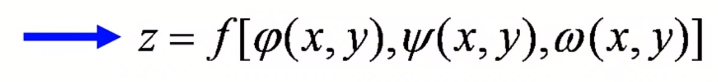 z = f[φ(x, y),ψ(x, y),ω(x, y)]